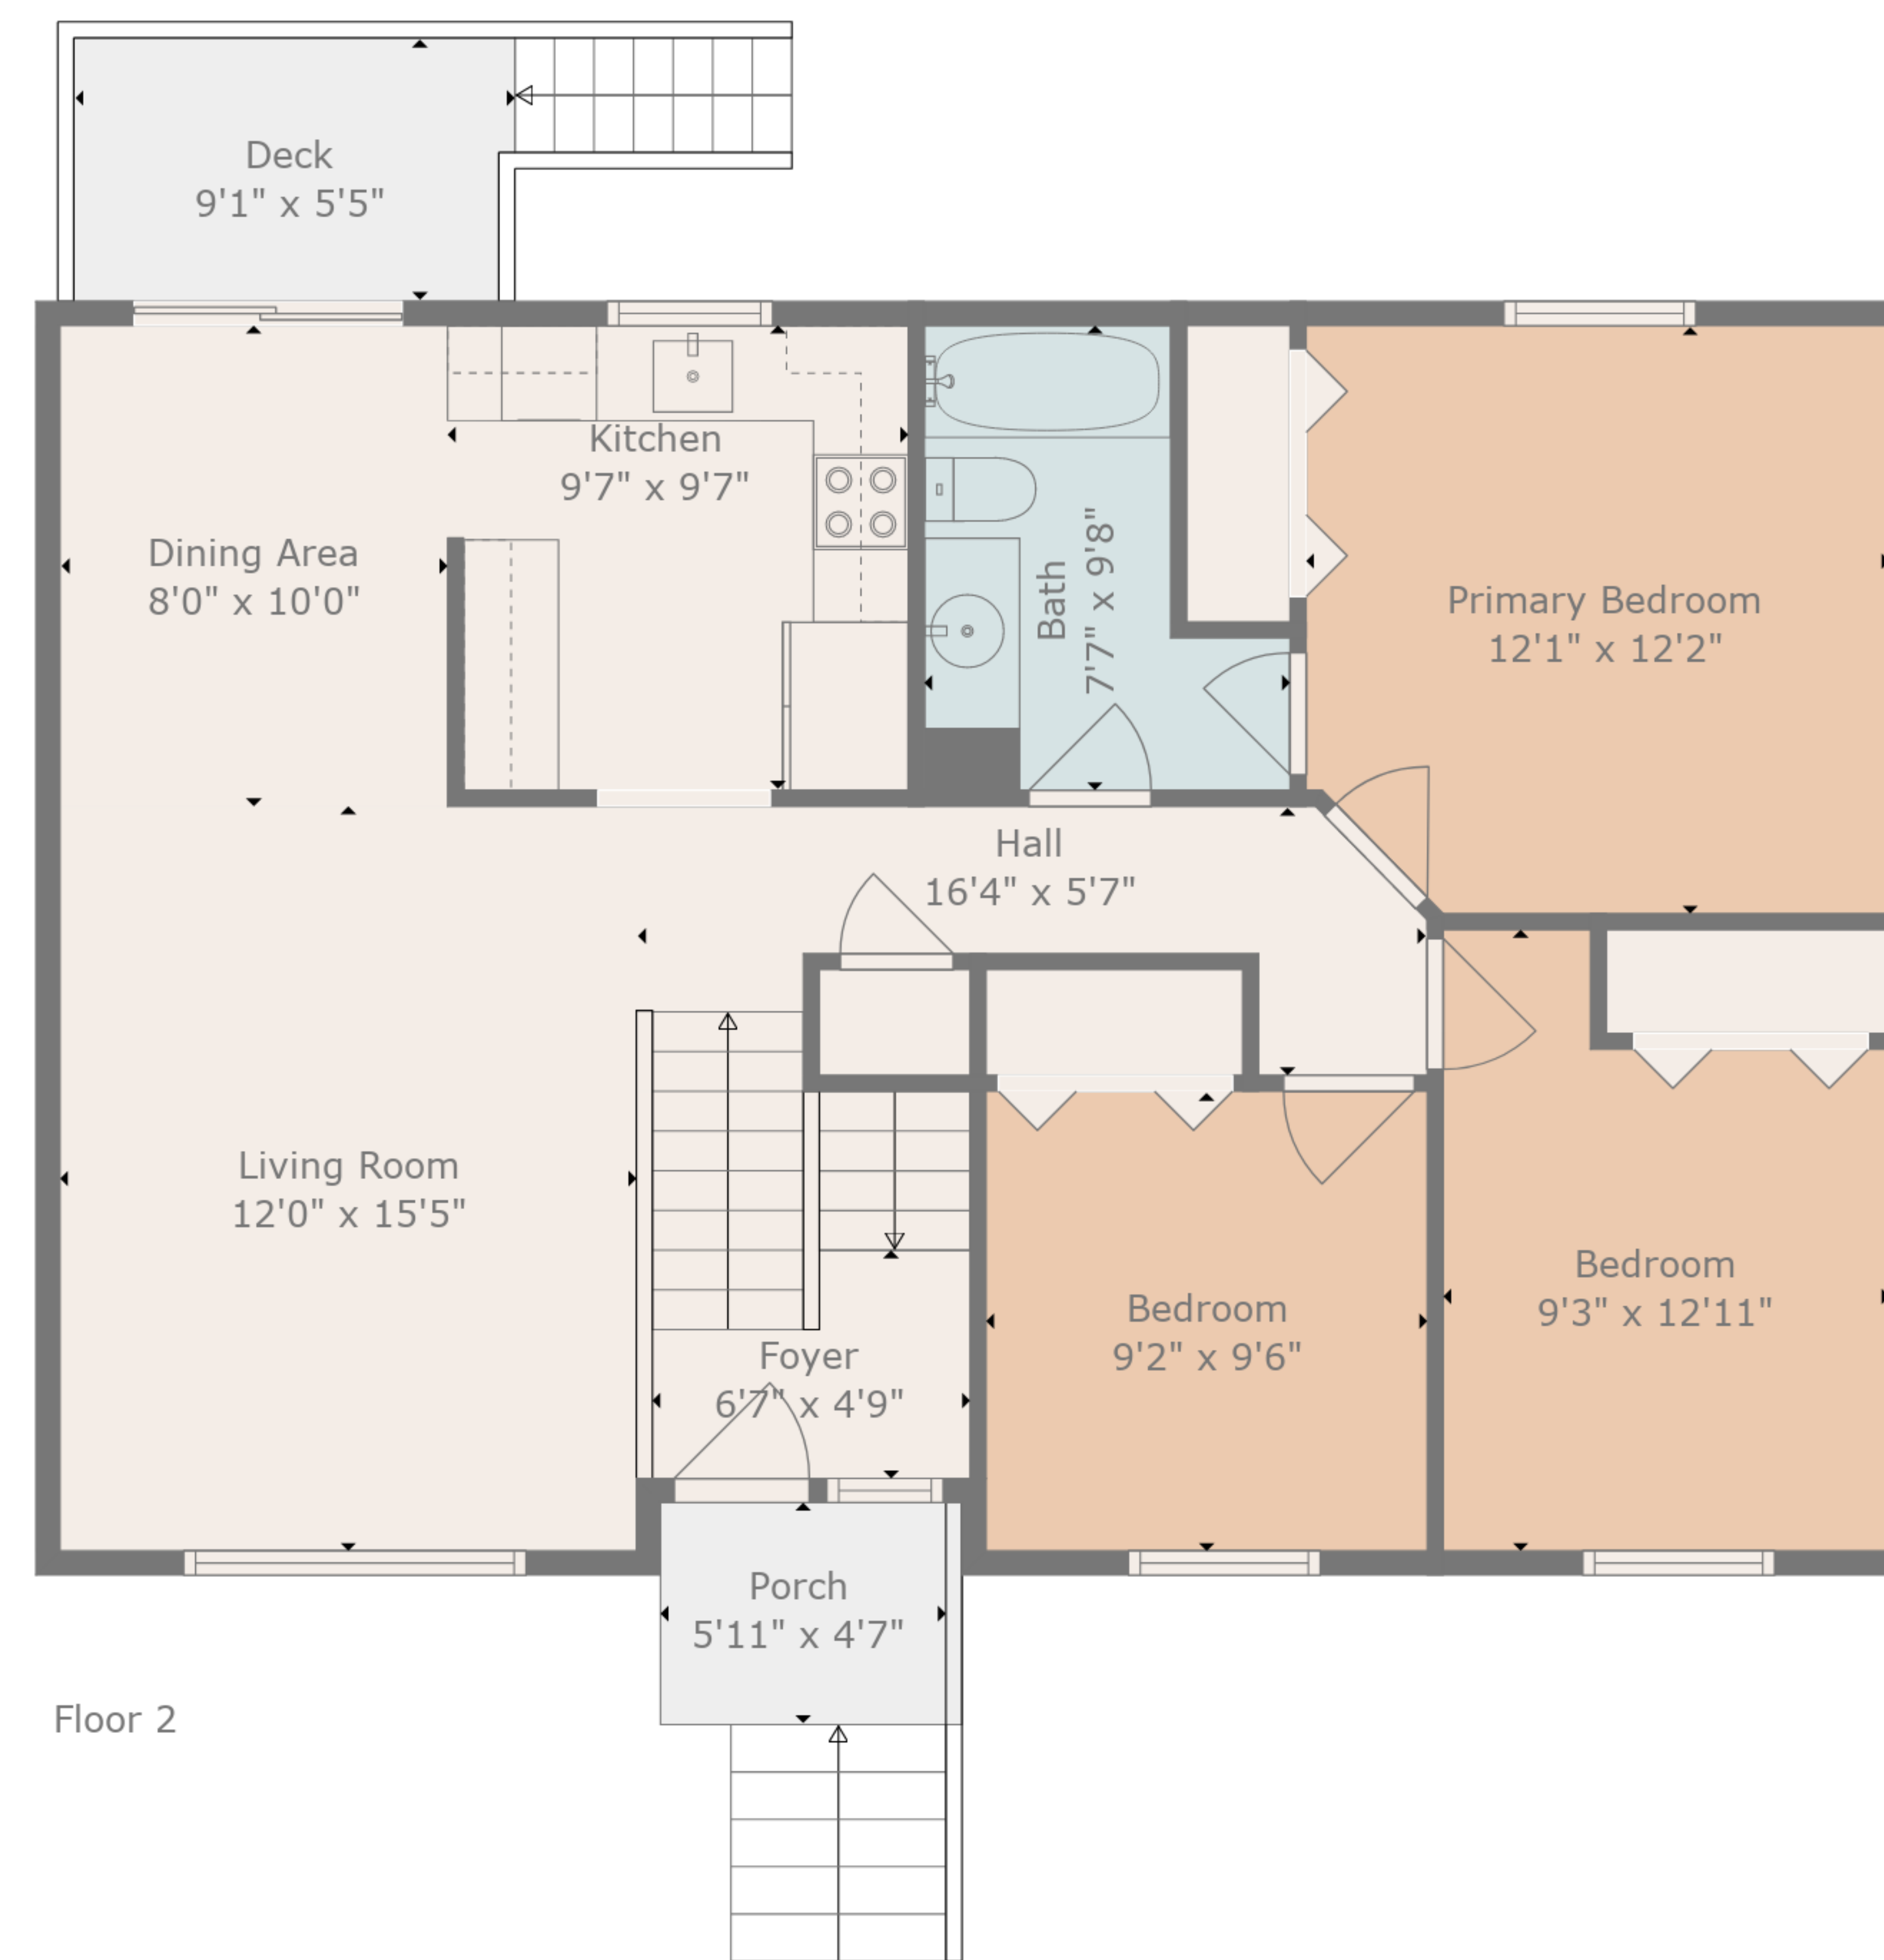 Deck
9'1" x 5'5"
Kitchen
9'7" x 9'7"
Dining Area
8'0" x 10'0"
Bath
7'7" x 9'8"
Primary Bedroom
12'1" x 12'2"
Hall
16'4" x 5'7"
Living Room
12'0" x 15'5"
Bedroom
9'3" x 12'11"
Bedroom
9'2" x 9'6"
Foyer
6'7" x 4'9"
Porch
5'11" x 4'7"
Floor 2